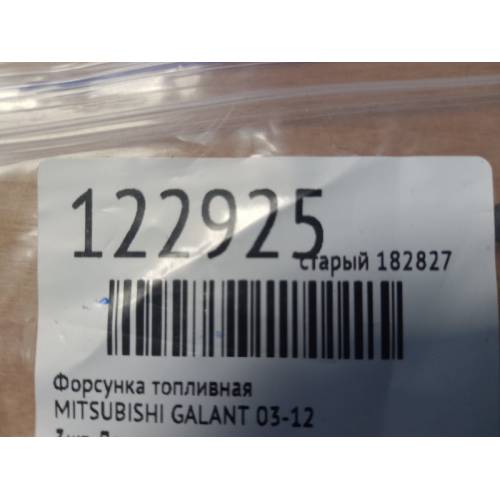 122925
старый 182827
Форсунка топливная
MITSUBISHI GALANT 03-12